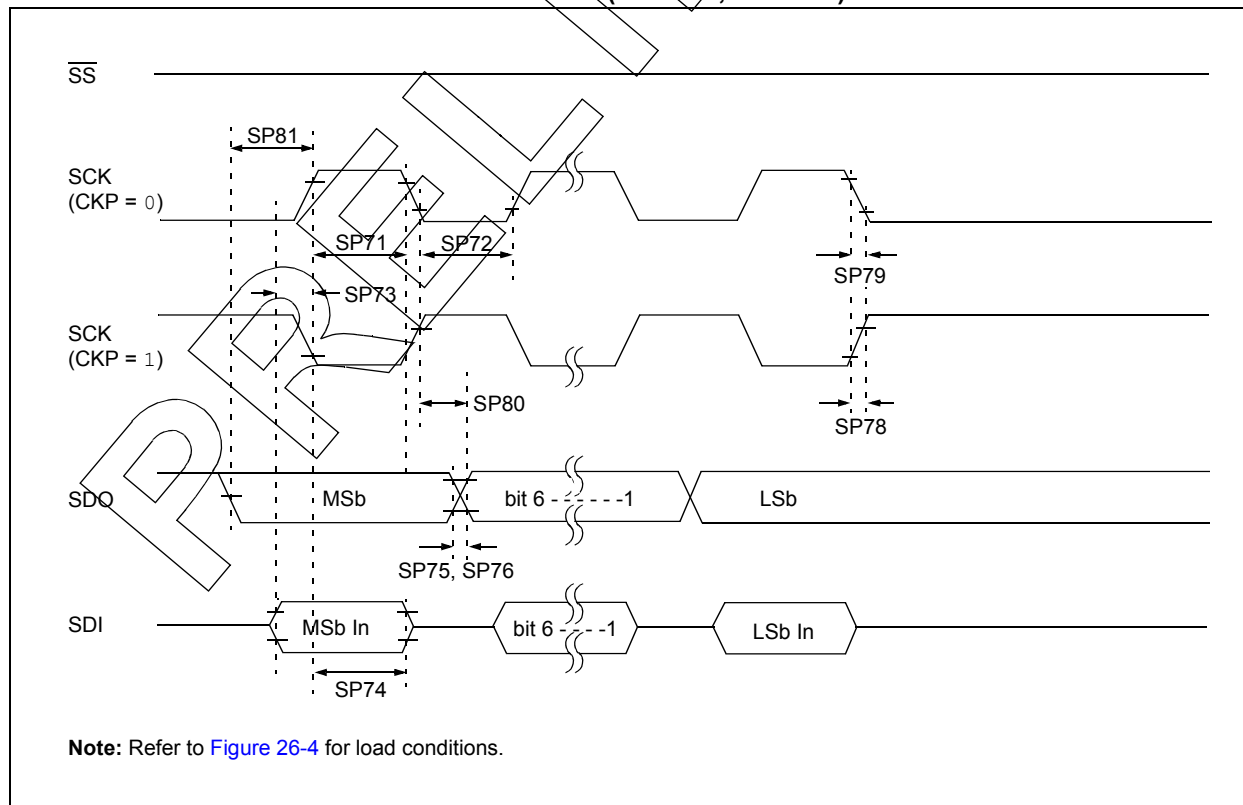 SS
SP81
SCK
(CKP = 0)
SP71
SP72
SP79
SP73
SCK
(CKP = 1)
SP80
SP78
SDO
MSb
bit 6 - - - - - -1
LSb
SP75, SP76
SDI
MSb In
bit 6 - - - -1
LSb In
SP74
Note: Refer to Figure 26-4 for load conditions.